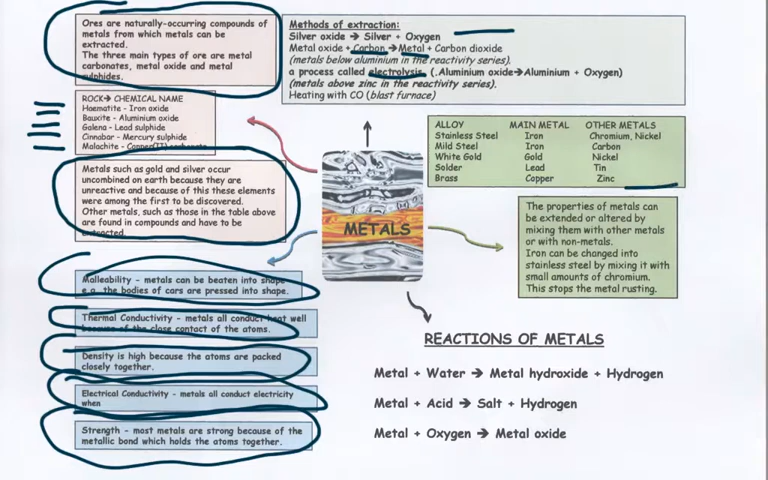 Ores are naturally-occurring compounds of
metals from which metals can be
extracted.
The three main types of ore are metal
carbonates, metal oxide and metal
sulphides.
ROCK→ CHEMICAL NAME
Haematite - Iron oxide
Bauxite - Aluminium oxide
Galena - Lead sulphide
Cinnabar - Mercury sulphide
Malachite - Copper(II) carbonate
Metals such as gold and silver occur
uncombined on earth because they are
unreactive and because of this these elements
were among the first to be discovered.
Other metals, such as those in the table above
are found in compounds and have to be
extracted.
Malleability - metals can be beaten into shape
e.g. the bodies of cars are pressed into shape.
Thermal Conductivity - metals all conduct heat well
because of the close contact of the atoms.
Density is high because the atoms are packed
closely together.
Electrical Conductivity - metals all conduct electricity
when
Strength - most metals are strong because of the
metallic bond which holds the atoms together.
Methods of extraction:
Silver oxide → Silver + Oxygen
Metal oxide + Carbon →Metal + Carbon dioxide
(metals below aluminium in the reactivity series).
a process called electrolysis (.Aluminium oxide→Aluminium + Oxygen)
(metals above zinc in the reactivity series).
Heating with CO (blast furnace)
ALLOY MAIN METAL OTHER METALS
Stainless Steel Iron Chromium, Nickel
Mild Steel Iron Carbon
White Gold Gold Nickel
Solder Lead Tin
Brass Copper Zinc
METALS
The properties of metals can
be extended or altered by
mixing them with other metals
or with non-metals.
Iron can be changed into
stainless steel by mixing it with
small amounts of chromium.
This stops the metal rusting.
REACTIONS OF METALS
Metal + Water → Metal hydroxide + Hydrogen
Metal + Acid → Salt + Hydrogen
Metal + Oxygen → Metal oxide